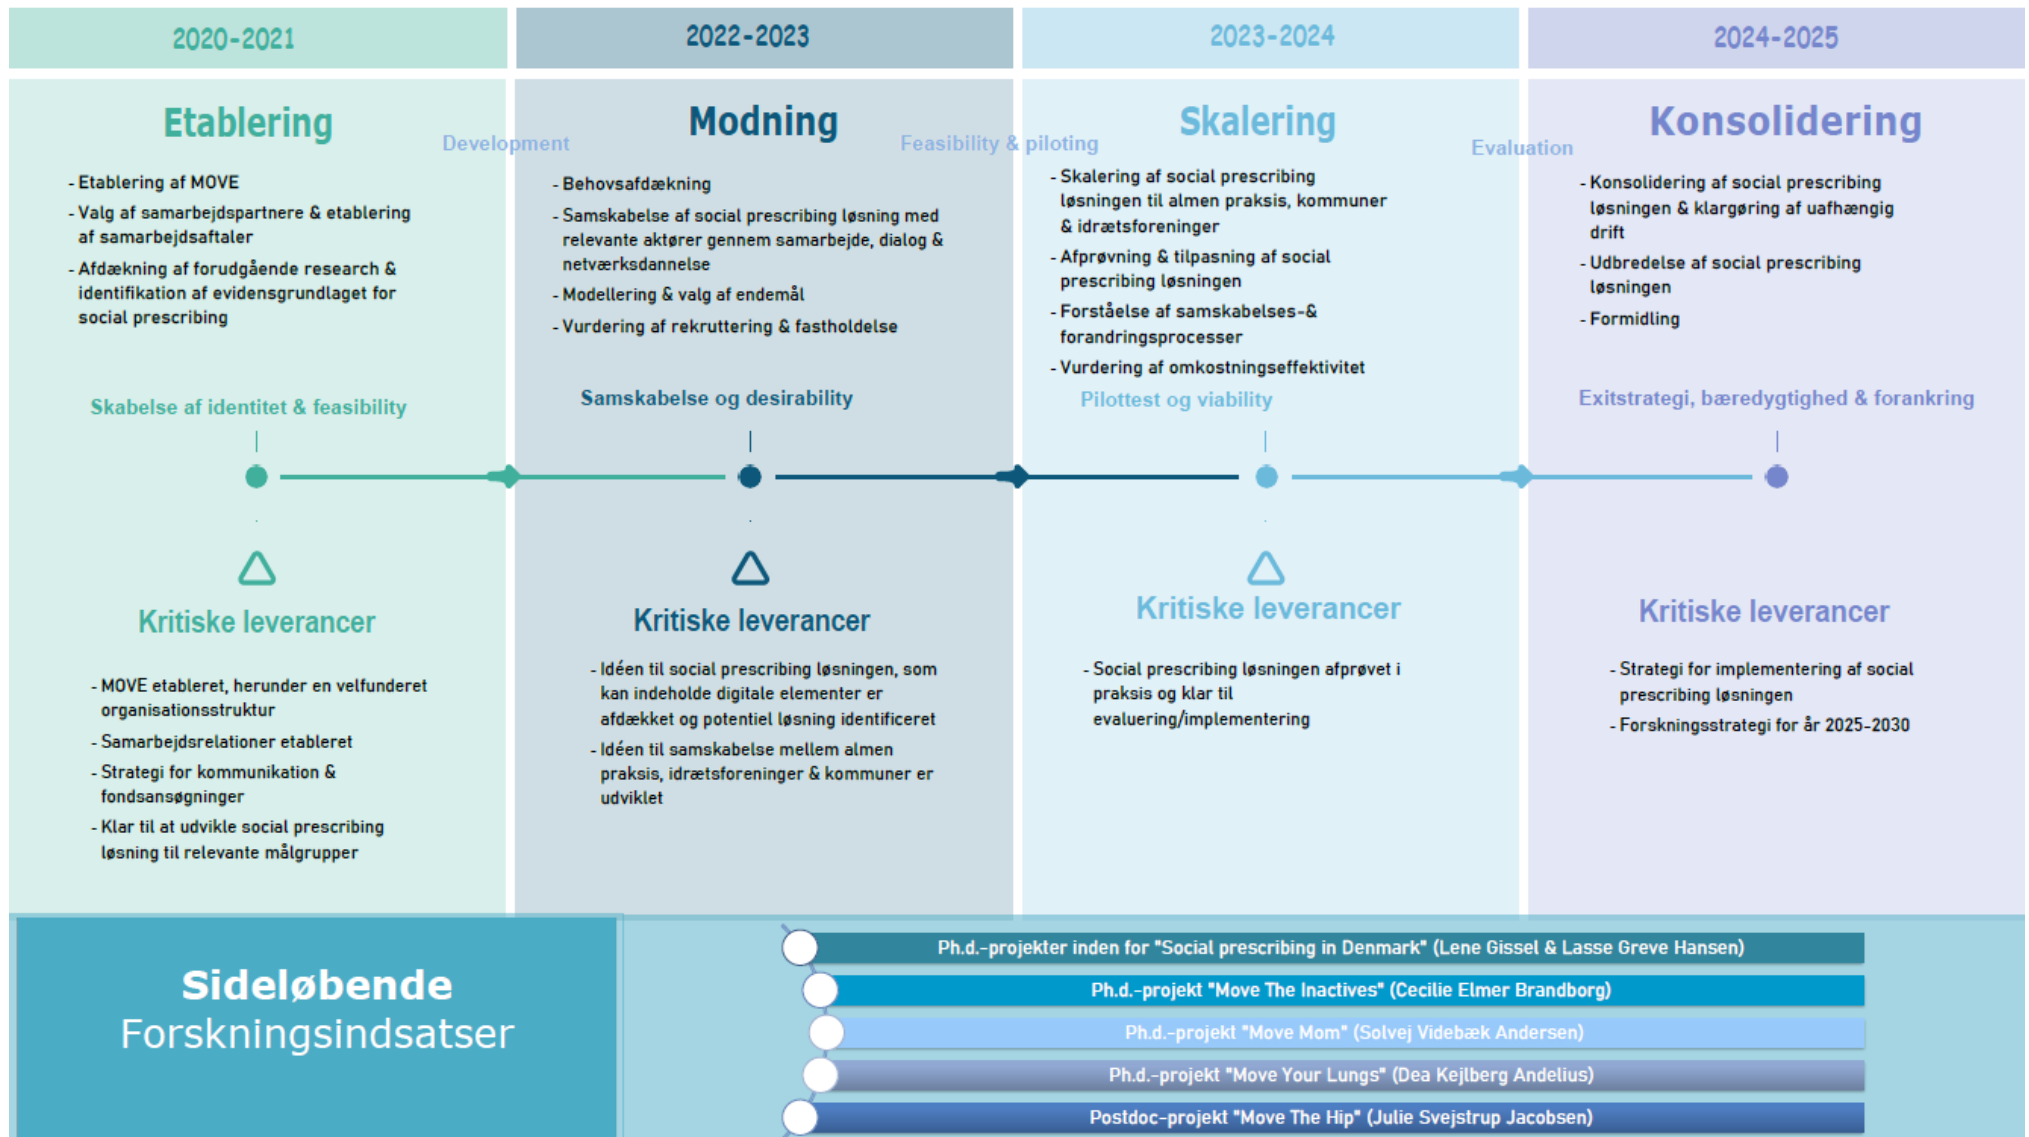 2020-2021
2022-2023
2023-2024
2024-2025
Etablering
- Etablering af MOVE
- Valg af samarbejdspartnere & etablering
af samarbejdsaftaler
- Afdækning af forudgående research &
identifikation af evidensgrundlaget for
social prescribing
Skabelse af identitet & feasibility
Kritiske leverancer
- MOVE etableret, herunder en velfunderet
organisationsstruktur
- Samarbejdsrelationer etableret
- Strategi for kommunikation &
fondsansøgninger
- Klar til at udvikle social prescribing
løsning til relevante målgrupper
Development
Modning
- Behovsafdækning
- Samskabelse af social prescribing løsning med
relevante aktører gennem samarbejde, dialog &
netværksdannelse
- Modellering & valg af endemål
- Vurdering af rekruttering & fastholdelse
Samskabelse og desirability
Kritiske leverancer
- Idéen til social prescribing løsningen, som
kan indeholde digitale elementer er
afdækket og potentiel løsning identificeret
- Idéen til samskabelse mellem almen
praksis, idrætsforeninger & kommuner er
udviklet
Feasibility & piloting
Skalering
- Skalering af social prescribing
løsningen til almen praksis, kommuner
& idrætsforeninger
- Afprøvning & tilpasning af social
prescribing løsningen
- Forståelse af samskabelses-&
forandringsprocesser
- Vurdering af omkostningseffektivitet
Pilottest og viability
Kritiske leverancer
- Social prescribing løsningen afprøvet i
praksis og klar til
evaluering/implementering
Evaluation
Konsolidering
- Konsolidering af social prescribing
løsningen & klargøring af uafhængig
drift
- Udbredelse af social prescribing
løsningen
- Formidling
Exitstrategi, bæredygtighed & forankring
Kritiske leverancer
- Strategi for implementering af social
prescribing løsningen
- Forskningsstrategi for år 2025-2030
Sideløbende
Forskningsindsatser
Ph.d.-projekter inden for "Social prescribing in Denmark" (Lene Gissel & Lasse Greve Hansen)
Ph.d.-projekt "Move The Inactives" (Cecilie Elmer Brandborg)
Ph.d.-projekt "Move Mom" (Solvej Videbæk Andersen)
Ph.d.-projekt "Move Your Lungs" (Dea Kejlberg Andelius)
Postdoc-projekt "Move The Hip" (Julie Svejstrup Jacobsen)